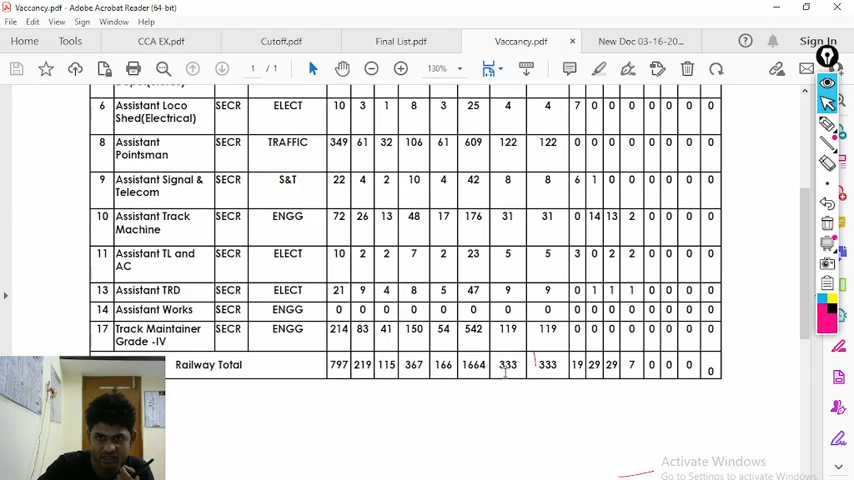 Vaccancy.pdf - Adobe Acrobat Reader (64-bit)
File Edit View Sign Window Help
Home Tools CCA EX.pdf Cutoff.pdf Final List.pdf Vaccancy.pdf New Doc 03-16-20... Sign In
1 / 1 130%
6 Assistant Loco Shed(Electrical) SECR ELECT 10 3 1 8 3 25 4 4 7 0 0 0 0 0 0 0
8 Assistant Pointsman SECR TRAFFIC 349 61 32 106 61 609 122 122 0 0 0 0 0 0 0 0
9 Assistant Signal & Telecom SECR S&T 22 4 2 10 4 42 8 8 6 1 0 0 0 0 0 0
10 Assistant Track Machine SECR ENGG 72 26 13 48 17 176 31 31 0 14 13 2 0 0 0 0
11 Assistant TL and AC SECR ELECT 10 2 2 7 2 23 5 5 3 0 2 2 0 0 0 0
13 Assistant TRD SECR ELECT 21 9 4 8 5 47 9 9 0 1 1 1 0 0 0 0
14 Assistant Works SECR ENGG 0 0 0 0 0 0 0 0 0 0 0 0 0 0 0 0
17 Track Maintainer Grade -IV SECR ENGG 214 83 41 150 54 542 119 119 0 0 0 0 0 0 0 0
Railway Total 797 219 115 367 166 1664 333 333 19 29 29 7 0 0 0 0
Activate Windows
Go to Settings to activate Windows.